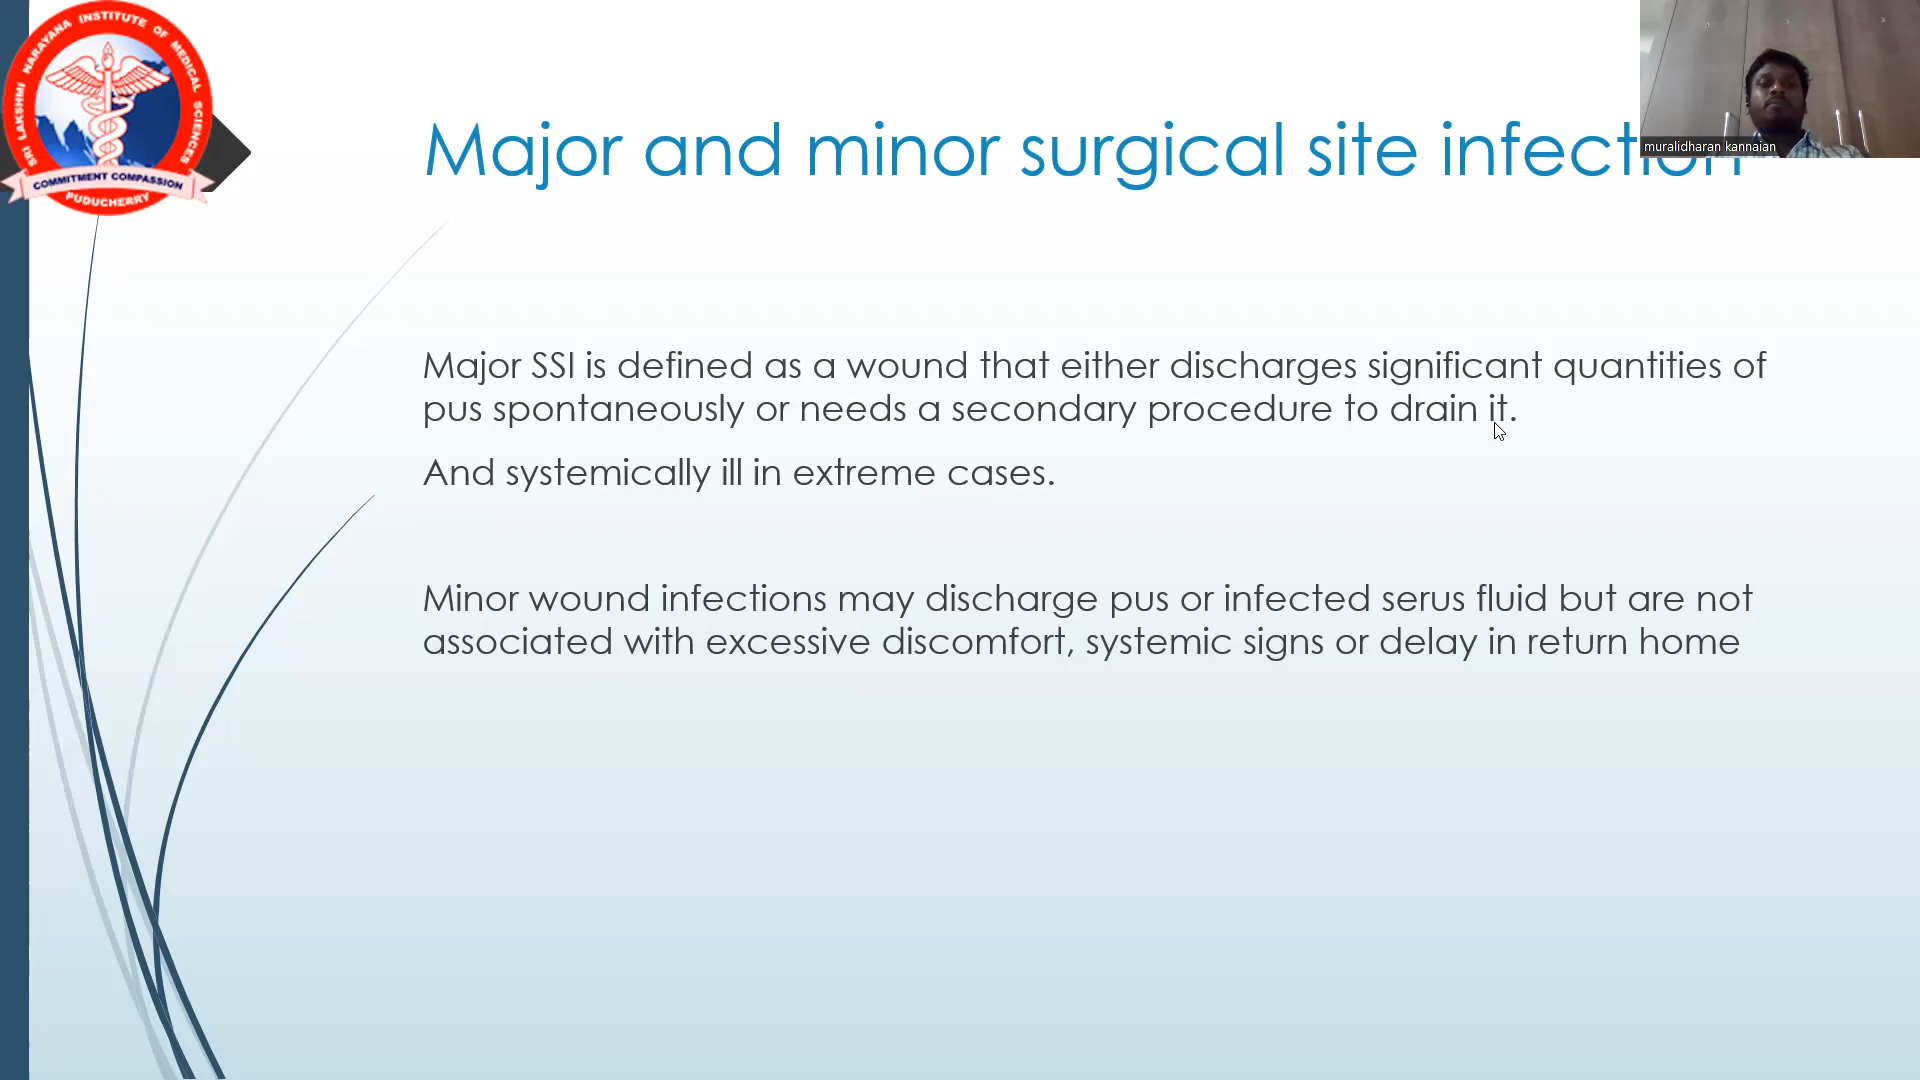 SRI LAKSHMI NARAYANA INSTITUTE OF MEDICAL SCIENCES
COMMITMENT COMPASSION
PUDUCHERRY
muralidharan kannaian
Major and minor surgical site infection
Major SSI is defined as a wound that either discharges significant quantities of
pus spontaneously or needs a secondary procedure to drain it.
And systemically ill in extreme cases.
Minor wound infections may discharge pus or infected serus fluid but are not
associated with excessive discomfort, systemic signs or delay in return home